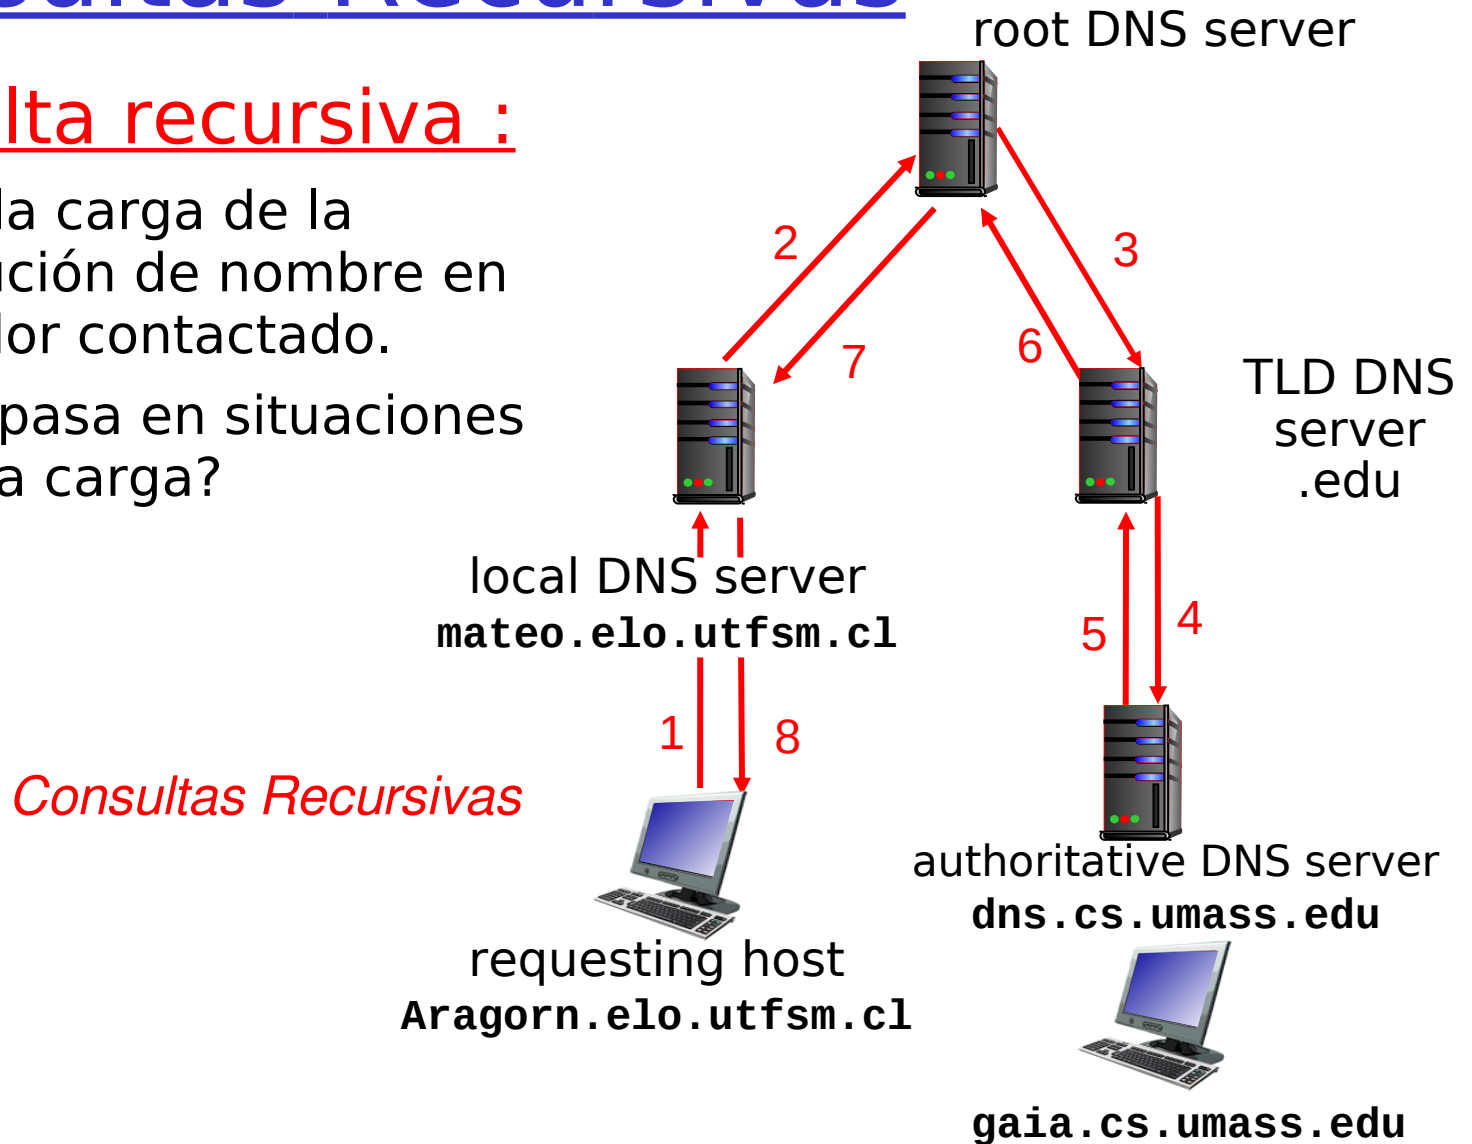 Recursivas
lta recursiva :
la carga de la
ución de nombre en
dor contactado.
pasa en situaciones
a carga?
Consultas Recursivas
root DNS server
2
3
7
6
TLD DNS
server
.edu
local DNS server
mateo.elo.utfsm.cl
5
4
1
8
authoritative DNS server
dns.cs.umass.edu
requesting host
Aragorn.elo.utfsm.cl
gaia.cs.umass.edu